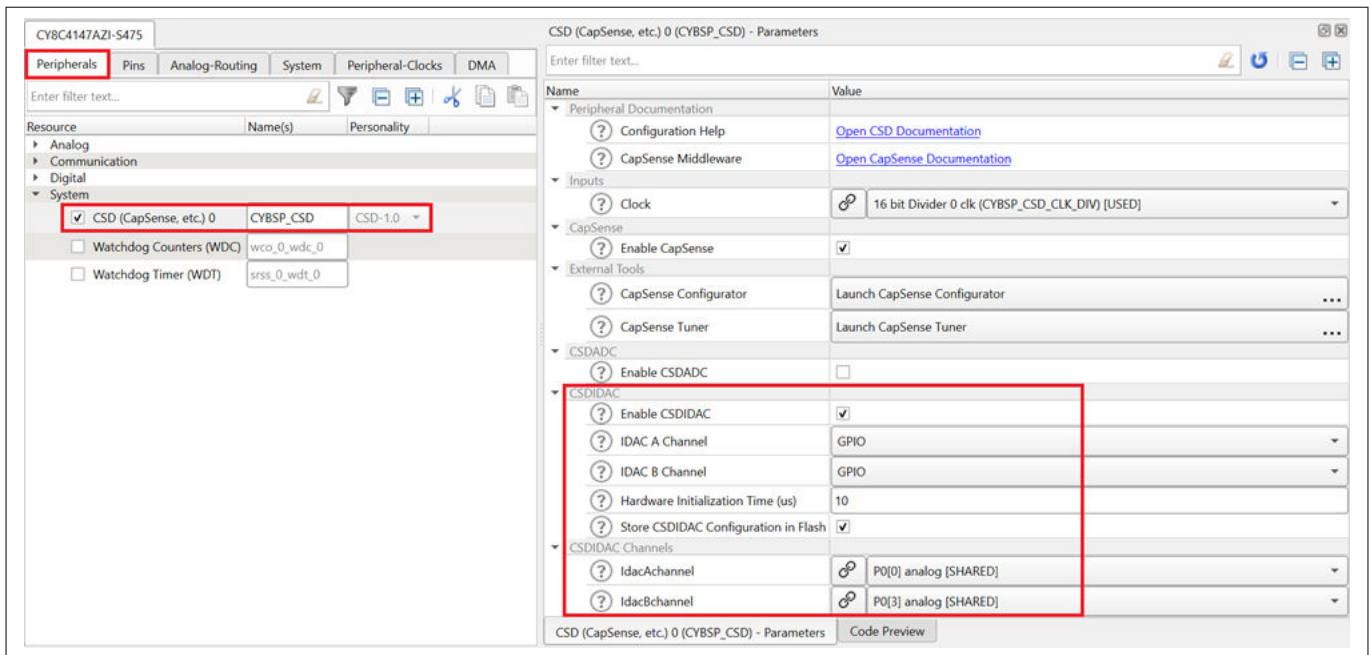 CY8C4147AZI-S475
Peripherals Pins Analog-Routing System Peripheral-Clocks DMA
Enter filter text...
Resource Name(s) Personality
Analog
Communication
Digital
System
CSD (CapSense, etc.) 0 CYBSP_CSD CSD-1.0
Watchdog Counters (WDC) wco_0_wdc_0
Watchdog Timer (WDT) srss_0_wdt_0
CSD (CapSense, etc.) 0 (CYBSP_CSD) - Parameters
Enter filter text...
Name Value
Peripheral Documentation
Configuration Help Open CSD Documentation
CapSense Middleware Open CapSense Documentation
Inputs
Clock 16 bit Divider 0 clk (CYBSP_CSD_CLK_DIV) [USED]
CapSense
Enable CapSense
External Tools
CapSense Configurator Launch CapSense Configurator ...
CapSense Tuner Launch CapSense Tuner ...
CSDADC
Enable CSDADC
CSDIDAC
Enable CSDIDAC
IDAC A Channel GPIO
IDAC B Channel GPIO
Hardware Initialization Time (us) 10
Store CSDIDAC Configuration in Flash
CSDIDAC Channels
IdacAchannel P0[0] analog [SHARED]
IdacBchannel P0[3] analog [SHARED]
CSD (CapSense, etc.) 0 (CYBSP_CSD) - Parameters Code Preview